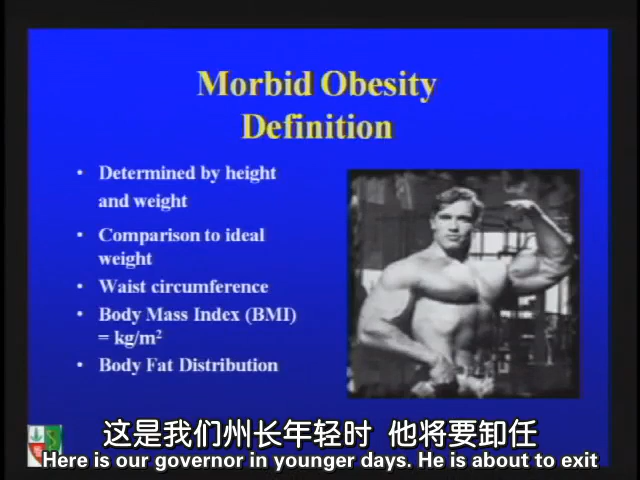 Morbid Obesity
Definition
• Determined by height
and weight
• Comparison to ideal
weight
• Waist circumference
• Body Mass Index (BMI)
= kg/m²
• Body Fat Distribution
这是我们州长年轻时 他将要卸任
Here is our governor in younger days. He is about to exit